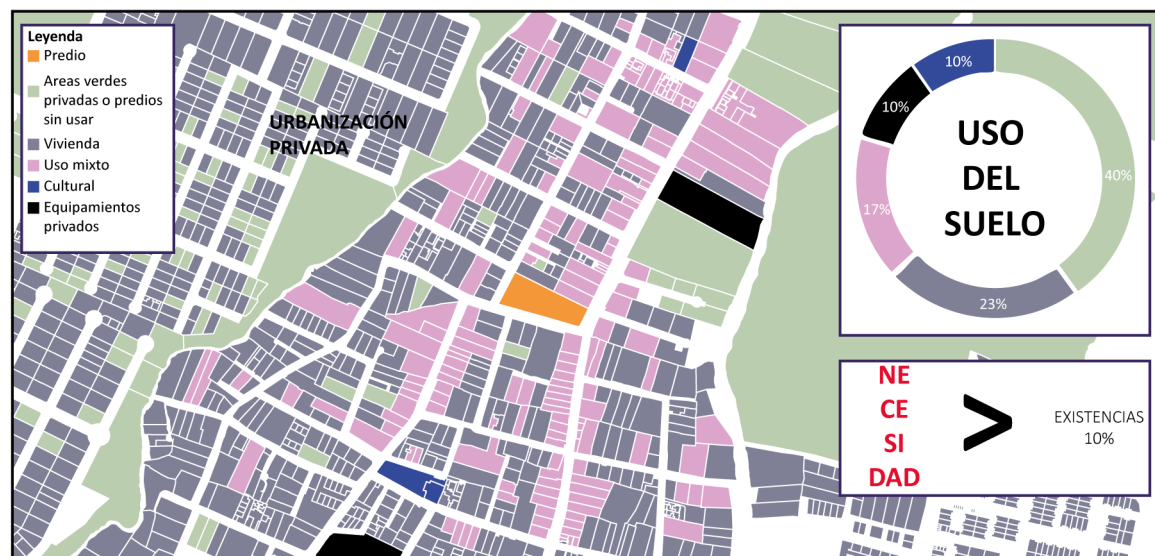 Leyenda
Predio
Areas verdes
privadas o predios
sin usar
Vivienda
Uso mixto
Cultural
Equipamientos
privados
URBANIZACIÓN
PRIVADA
10%
10%
17%
23%
40%
USO
DEL
SUELO
NE
CE
SI
DAD
>
EXISTENCIAS
10%